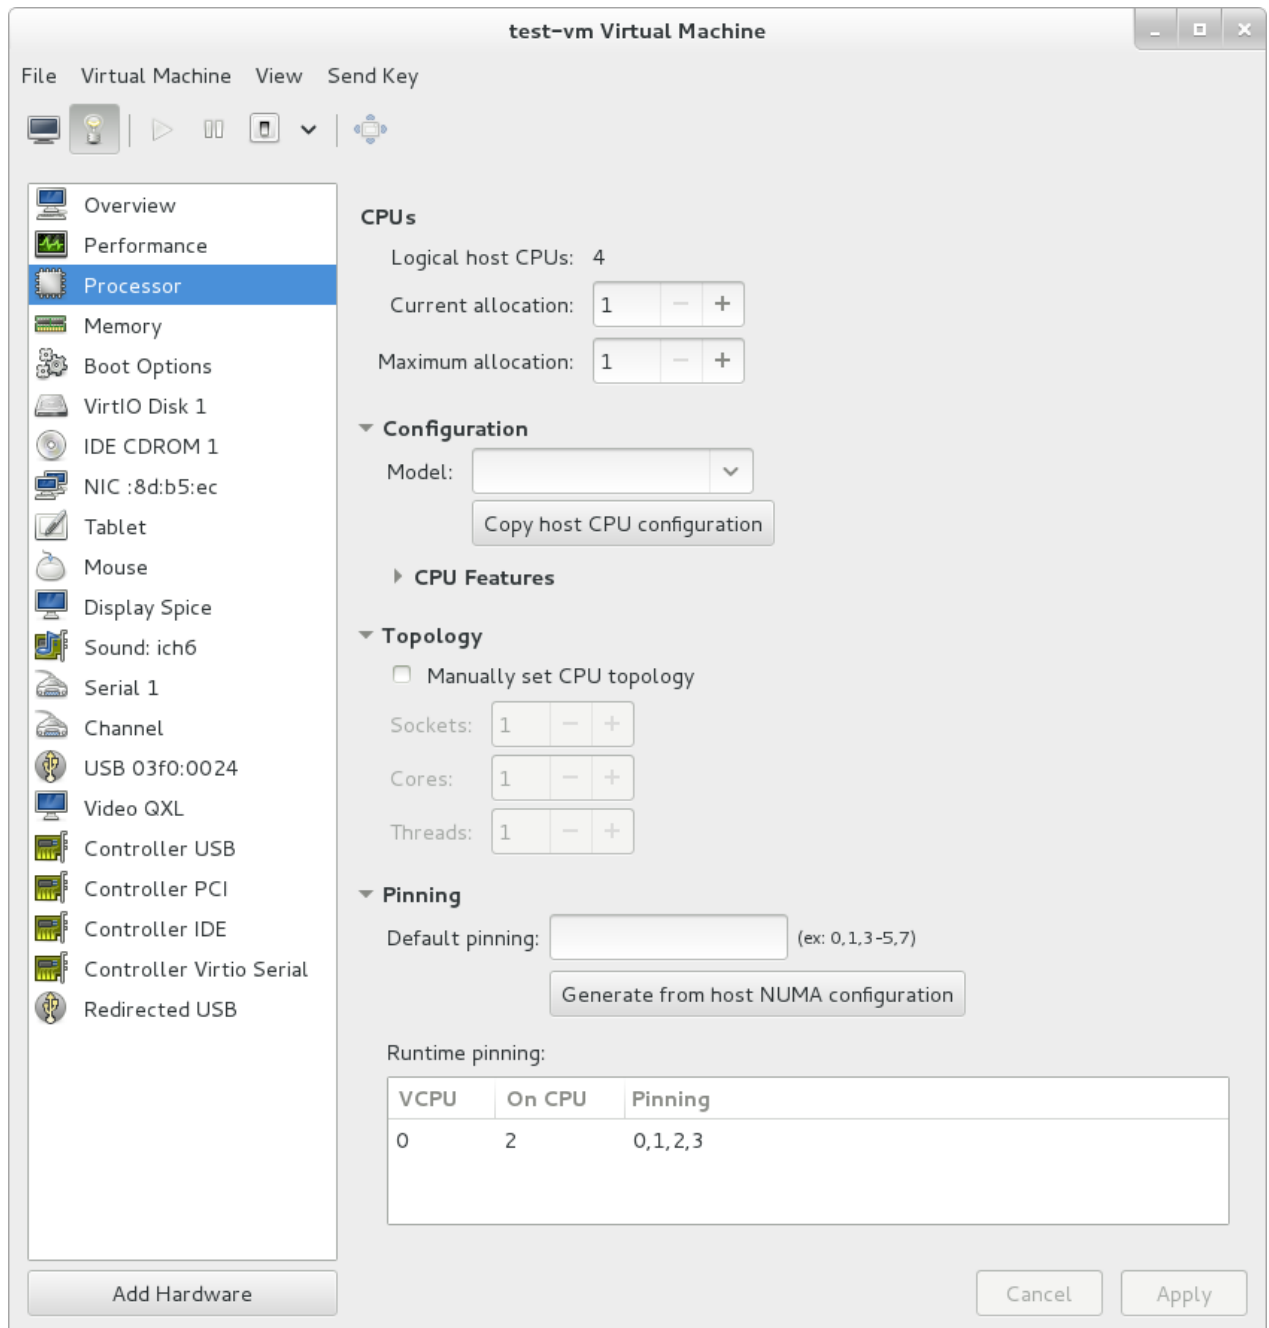 test-vm Virtual Machine
File Virtual Machine View Send Key
Overview
Performance
Processor
Memory
Boot Options
VirtIO Disk 1
IDE CDROM 1
NIC :8d:b5:ec
Tablet
Mouse
Display Spice
Sound: ich6
Serial 1
Channel
USB 03f0:0024
Video QXL
Controller USB
Controller PCI
Controller IDE
Controller Virtio Serial
Redirected USB
Add Hardware
CPUs
Logical host CPUs: 4
Current allocation: 1
Maximum allocation: 1
Configuration
Model:
Copy host CPU configuration
CPU Features
Topology
Manually set CPU topology
Sockets: 1
Cores: 1
Threads: 1
Pinning
Default pinning: (ex: 0,1,3-5,7)
Generate from host NUMA configuration
Runtime pinning:
VCPU On CPU Pinning
0 2 0,1,2,3
Cancel Apply